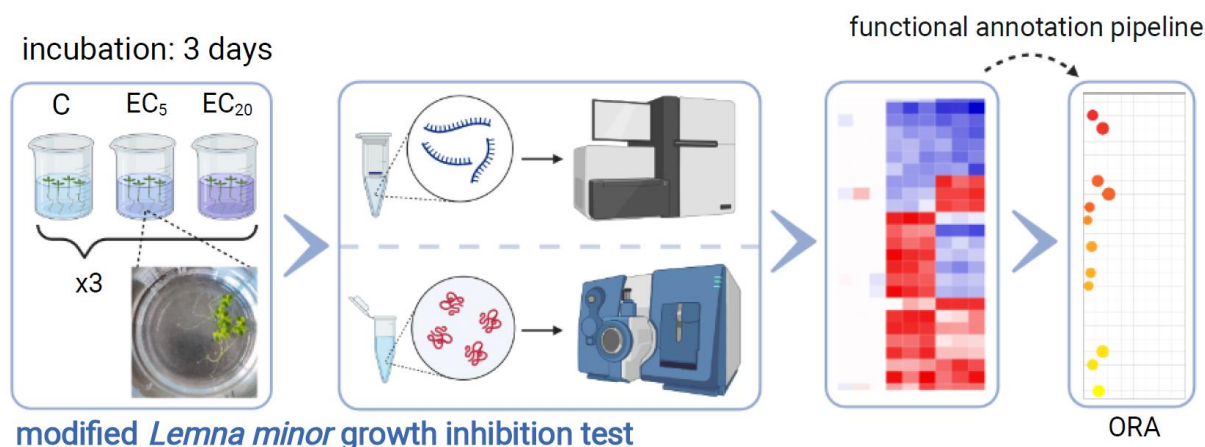 functional annotation pipeline
incubation: 3 days
C EC5 EC20
x3
ORA
modified Lemna minor growth inhibition test